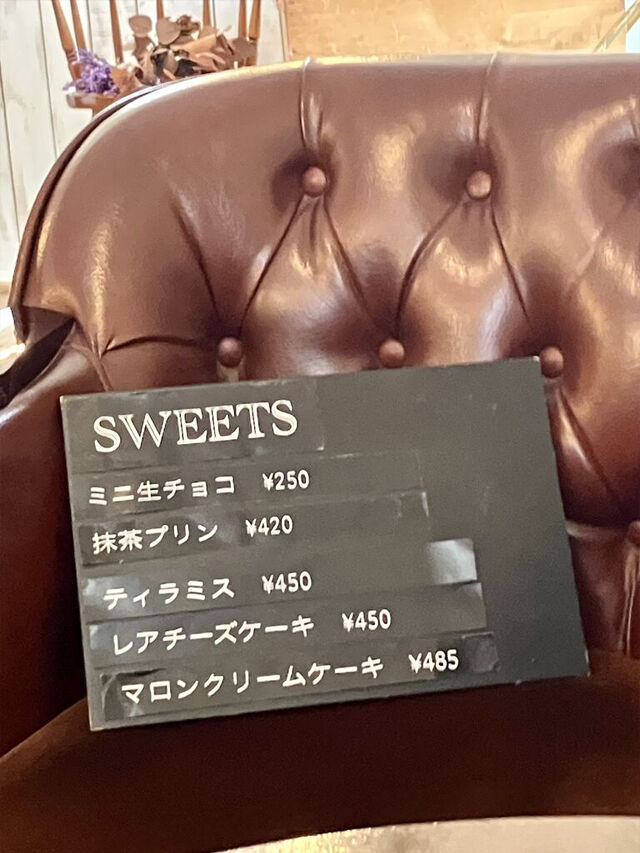 SWEETS
ミニ生チョコ ¥250
抹茶プリン ¥420
ティラミス ¥450
レアチーズケーキ ¥450
マロンクリームケーキ ¥485